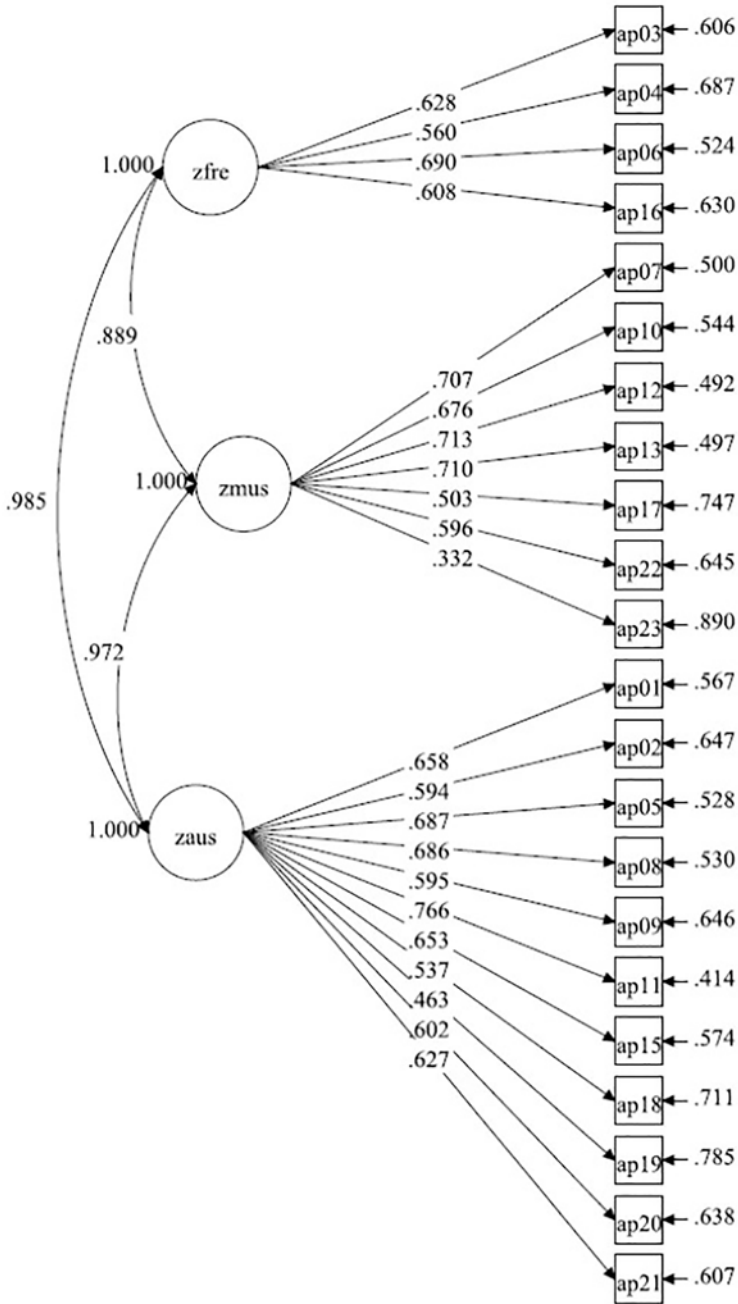 ap03 .606
ap04 .687
.628
.560
ap06 .524
1.000 zfre .690
.608
ap16 .630
ap07 .500
.889
ap10 .544
.707
ap12 .492
.676
.713
ap13 .497
1.000 zmus .710
.985 .503 ap17 .747
.596
.332
ap22 .645
ap23 .890
.972
ap01 .567
.658
ap02 .647
.594
.687
ap05 .528
1.000 zaus .686
ap08 .530
.595
.766
ap09 .646
.653
.537
ap11 .414
.463
.602
ap15 .574
.627
ap18 .711
ap19 .785
ap20 .638
ap21 .607